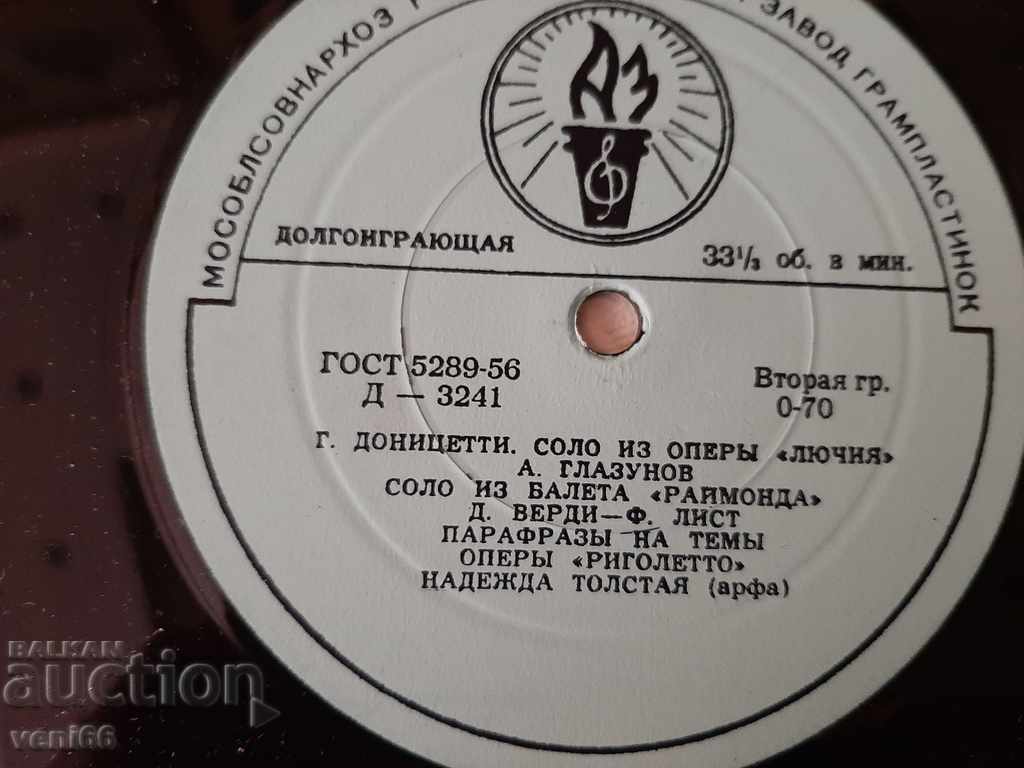 МОСОБЛСОВНАРХОЗ
ЗАВОД ГРАМПЛАСТИНОК
АЗ
ДОЛГОИГРАЮЩАЯ
33⅓ об. в мин.
ГОСТ 5289-56
Д — 3241
Вторая гр.
0-70
Г. ДОНИЦЕТТИ. СОЛО ИЗ ОПЕРЫ «ЛЮЧИЯ»
А. ГЛАЗУНОВ
СОЛО ИЗ БАЛЕТА «РАЙМОНДА»
Д. ВЕРДИ—Ф. ЛИСТ
ПАРАФРАЗЫ НА ТЕМЫ
ОПЕРЫ «РИГОЛЕТТО»
НАДЕЖДА ТОЛСТАЯ (арфа)
BALKAN
auction
veni66